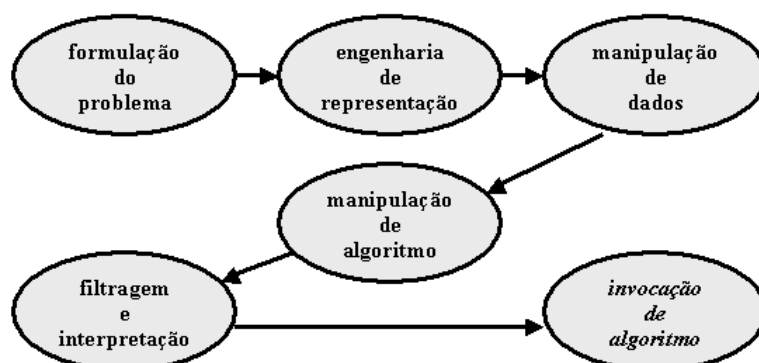 formulação
do
problema
engenharia
de
representação
manipulação
de
dados
manipulação
de
algoritmo
filtragem
e
interpretação
invocação
de
algoritmo